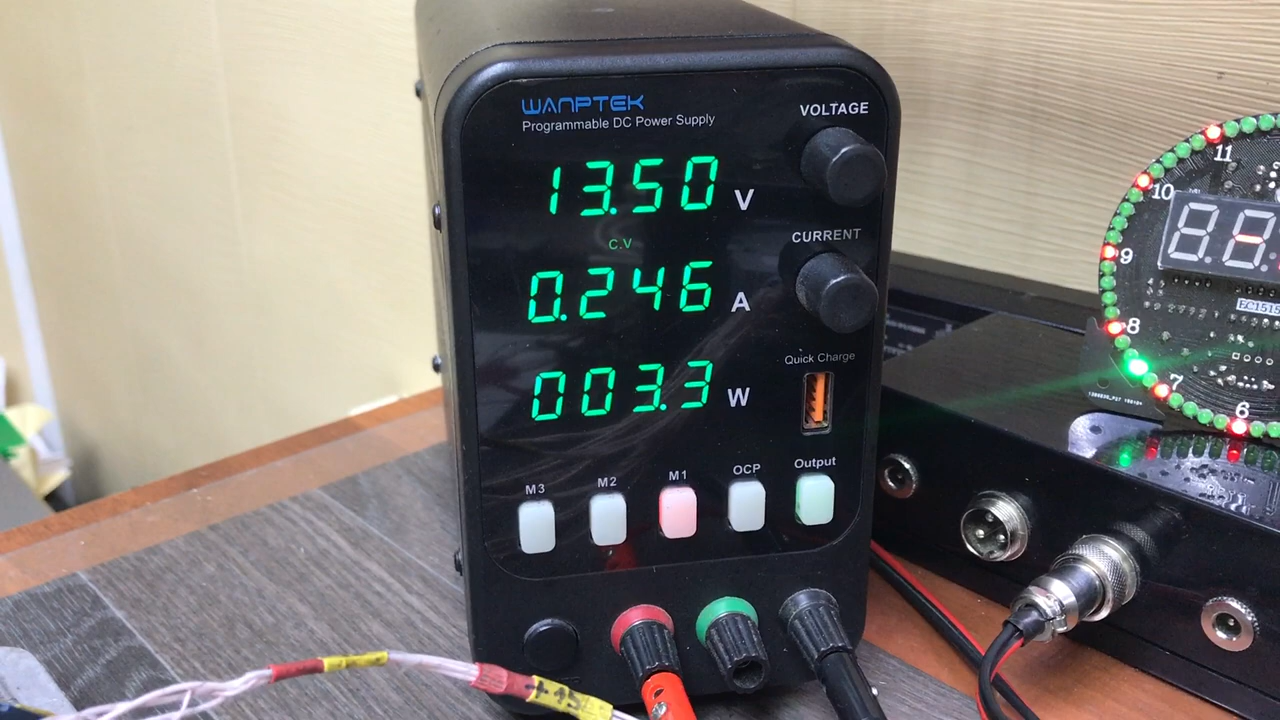 WANPTEK
Programmable DC Power Supply
VOLTAGE
13.50 V
C.V
CURRENT
0.246 A
Quick Charge
003.3 W
M3
M2
M1
OCP
Output
11
10
9
8
7
6
EC1515